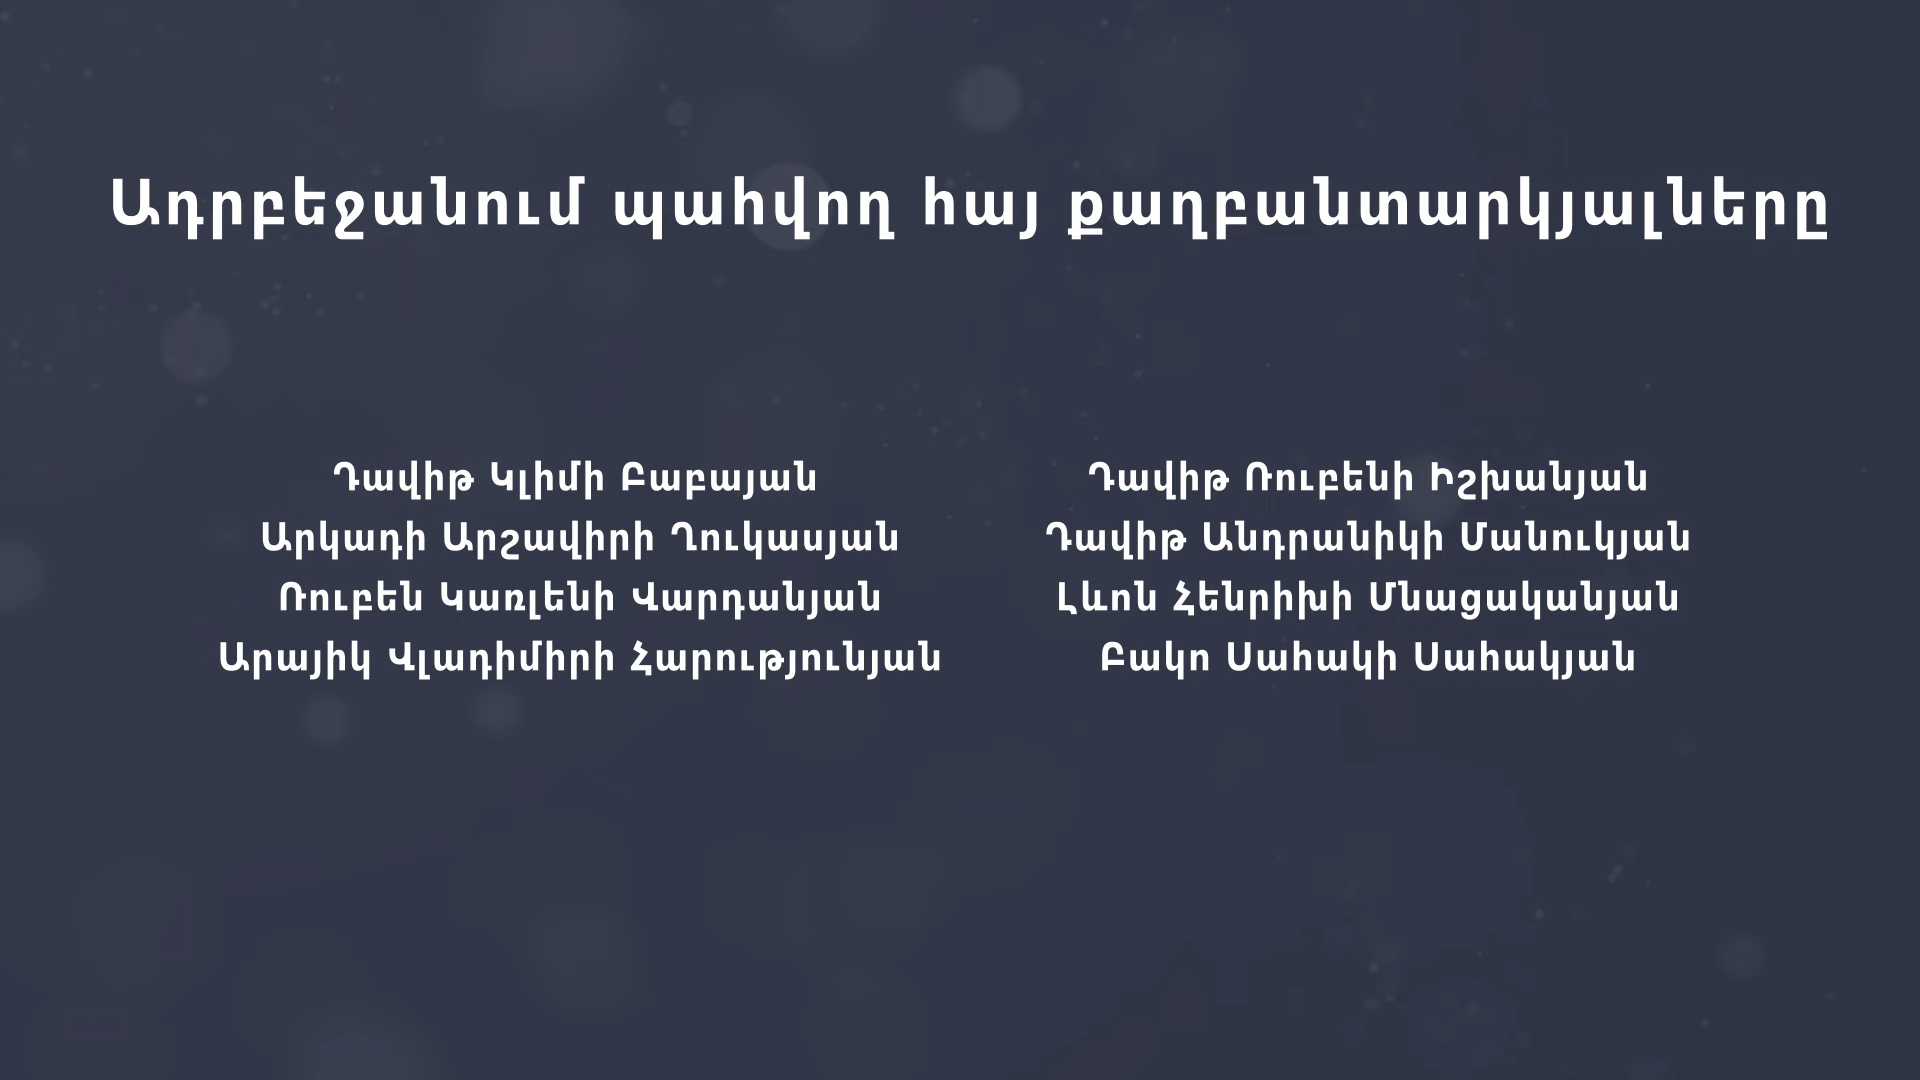 Ադրբեջանում պահվող հայ քաղբանտարկյալները
Դավիթ Կլիմի Բաբայան
Արկադի Արշավիրի Ղուկասյան
Ռուբեն Կառլենի Վարդանյան
Արայիկ Վլադիմիրի Հարությունյան
Դավիթ Ռուբենի Իշխանյան
Դավիթ Անդրանիկի Մանուկյան
Լևոն Հենրիխի Մնացականյան
Բակո Սահակի Սահակյան